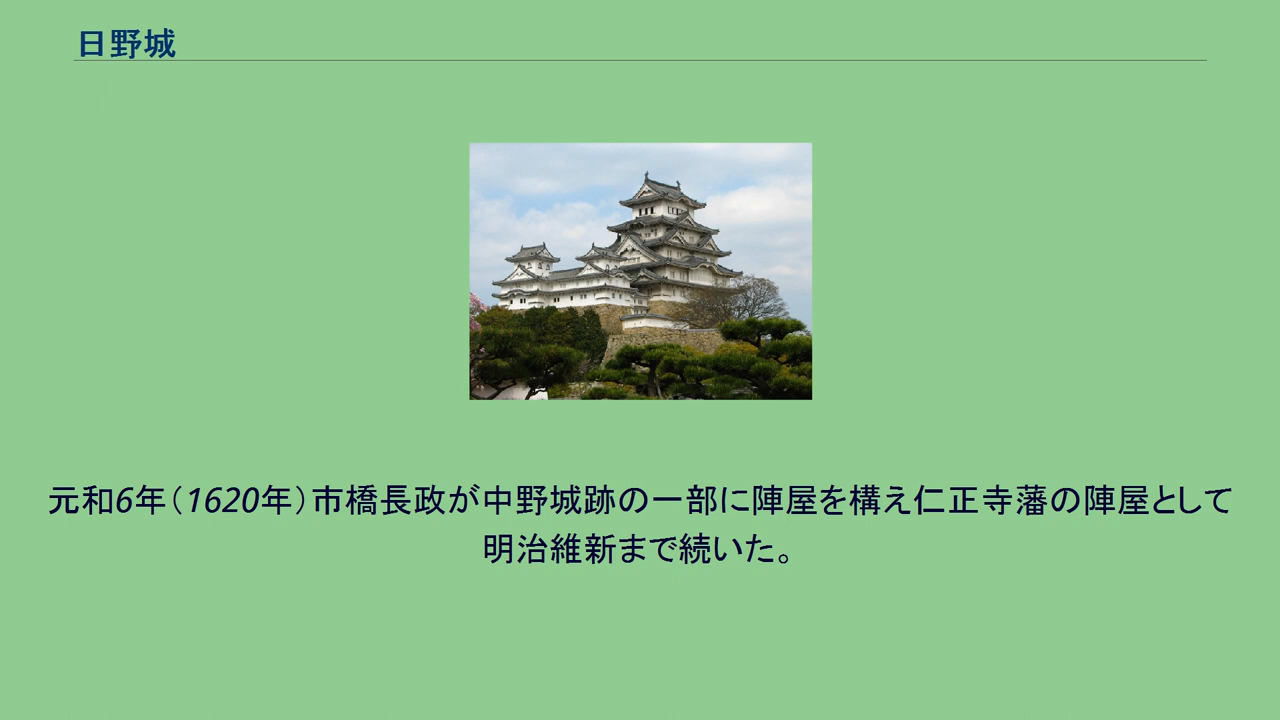 日野城
元和6年（1620年）市橋長政が中野城跡の一部に陣屋を構え仁正寺藩の陣屋として
明治維新まで続いた。